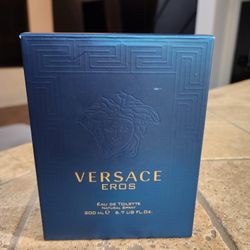 VERSACE
EROS
EAU DE TOILETTE
NATURAL SPRAY
200 ML ℮ 6.7 US FL.OZ.